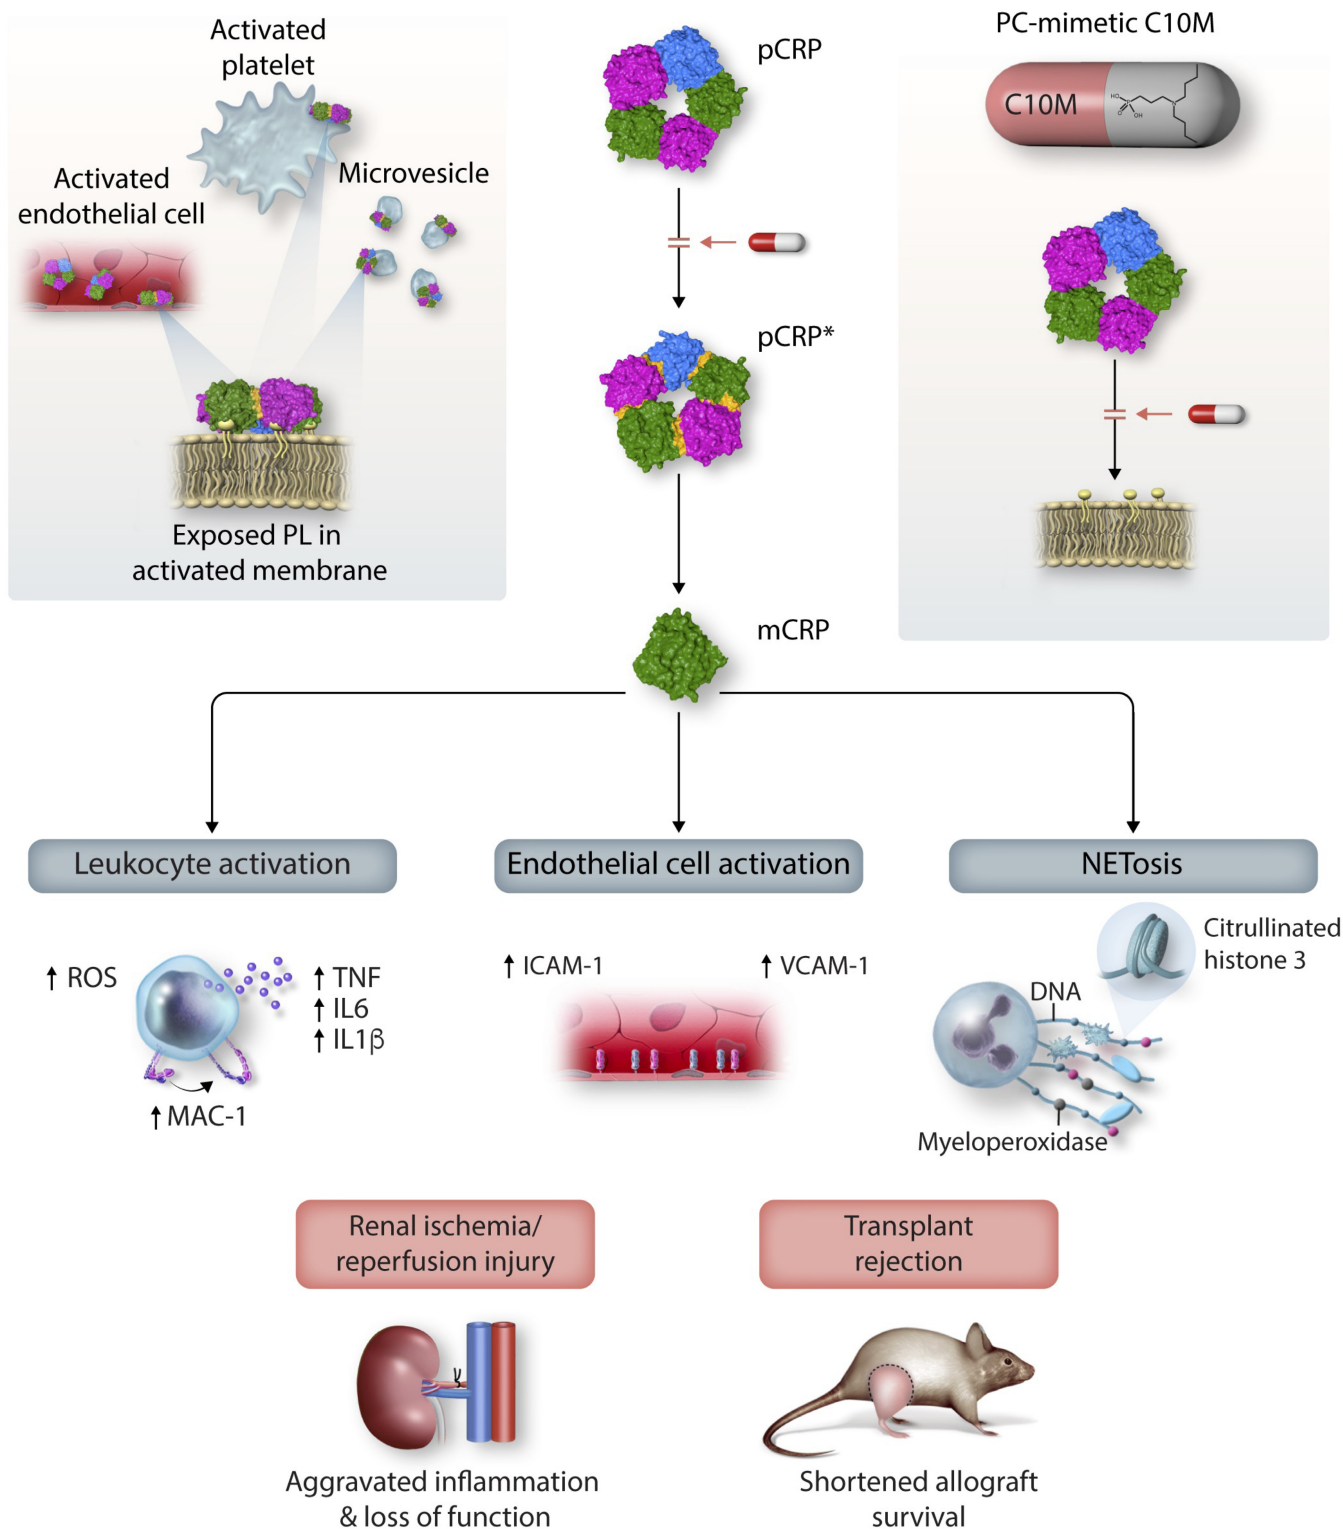 Activated
platelet
Activated
endothelial cell
Microvesicle
Exposed PL in
activated membrane
pCRP
pCRP*
mCRP
PC-mimetic C10M
C10M
HO
P
O
OH
N
Leukocyte activation
↑ ROS
↑ TNF
↑ IL6
↑ IL1β
↑ MAC-1
Endothelial cell activation
↑ ICAM-1
↑ VCAM-1
NETosis
Citrullinated
histone 3
DNA
Myeloperoxidase
Renal ischemia/
reperfusion injury
Aggravated inflammation
& loss of function
Transplant
rejection
Shortened allograft
survival